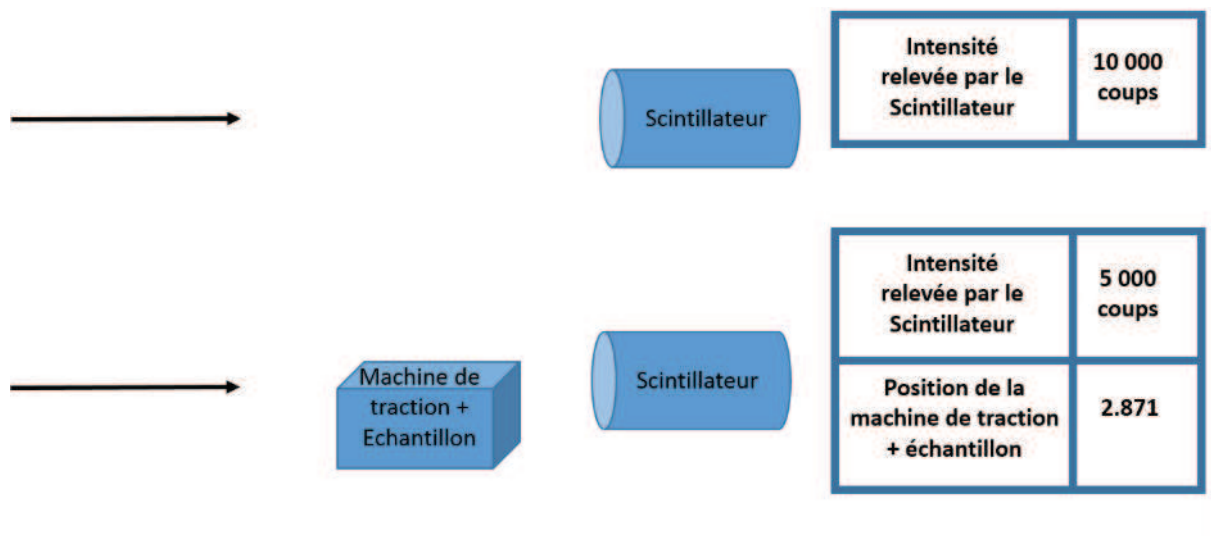 Scintillateur
Intensité
relevée par le
Scintillateur
10 000
coups
Machine de
traction +
Echantillon
Scintillateur
Intensité
relevée par le
Scintillateur
5 000
coups
Position de la
machine de traction
+ échantillon
2.871